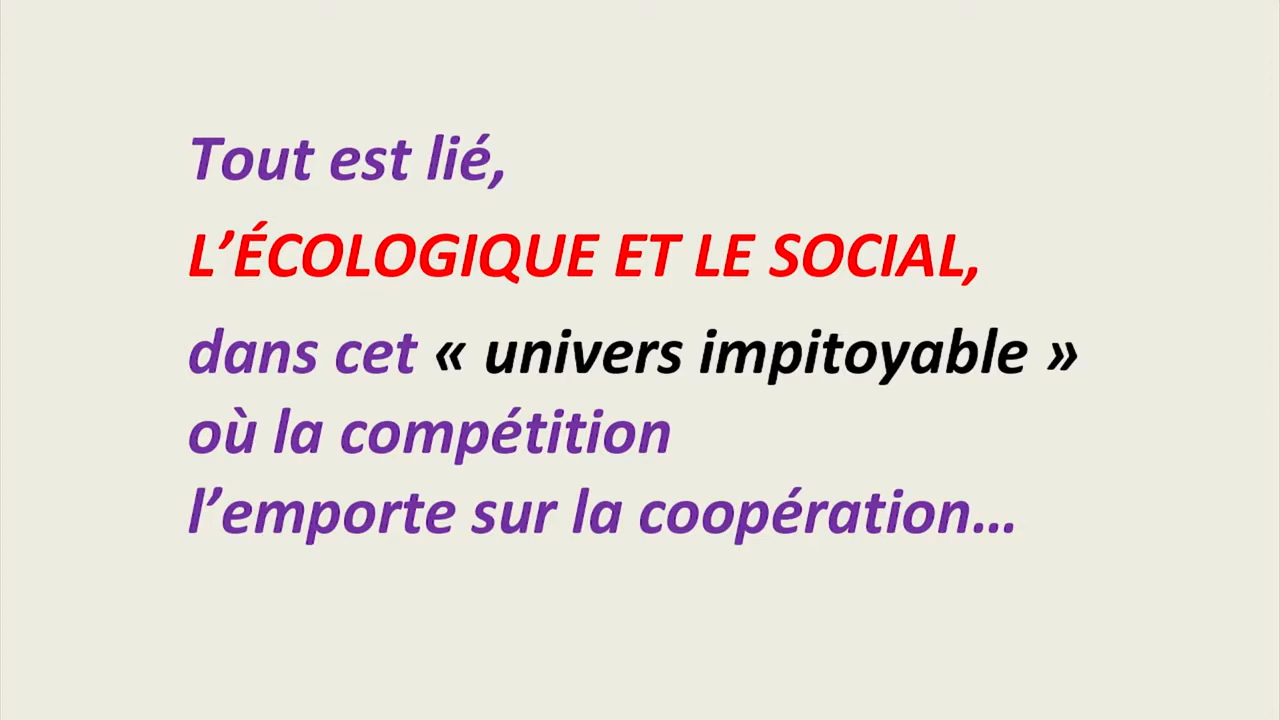 Tout est lié,
L’ÉCOLOGIQUE ET LE SOCIAL,
dans cet « univers impitoyable »
où la compétition
l’emporte sur la coopération…